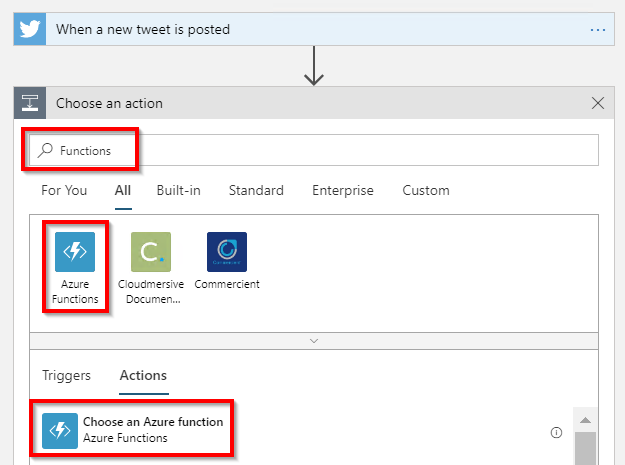 When a new tweet is posted
Choose an action
Functions
For You All Built-in Standard Enterprise Custom
Azure Functions
Cloudmersive Documen...
Commercient
Triggers Actions
Choose an Azure function
Azure Functions